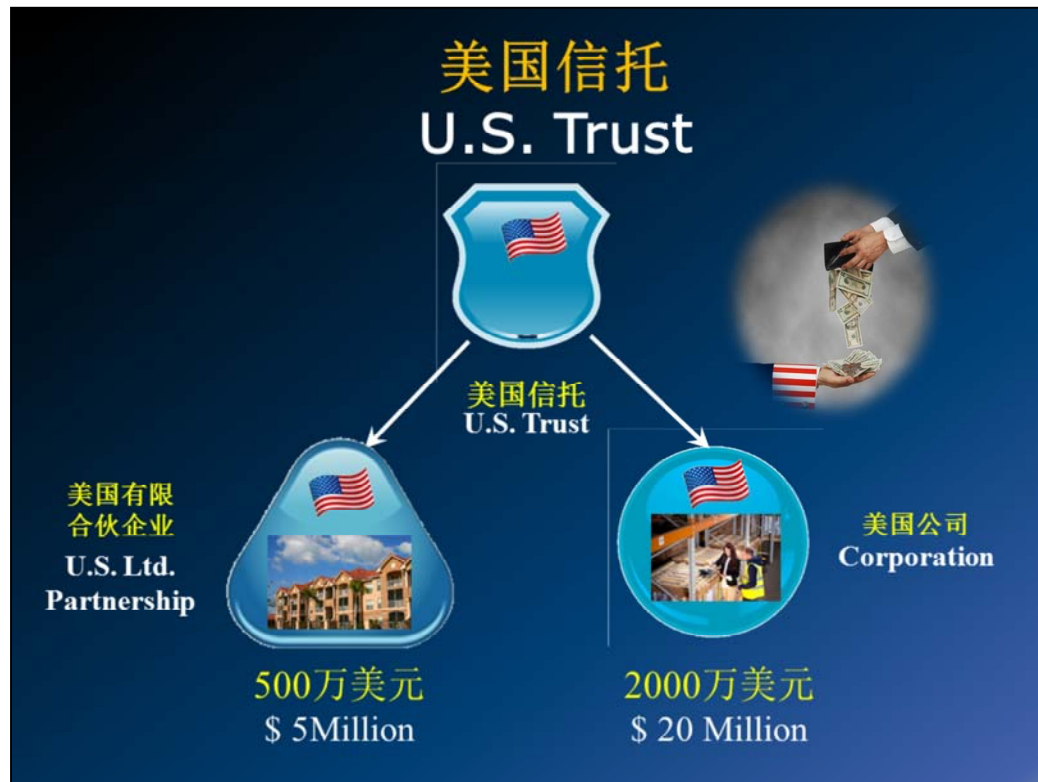 美国信托
U.S. Trust
美国信托
U.S. Trust
美国有限
合伙企业
U.S. Ltd.
Partnership
美国公司
Corporation
500万美元
$ 5Million
2000万美元
$ 20 Million